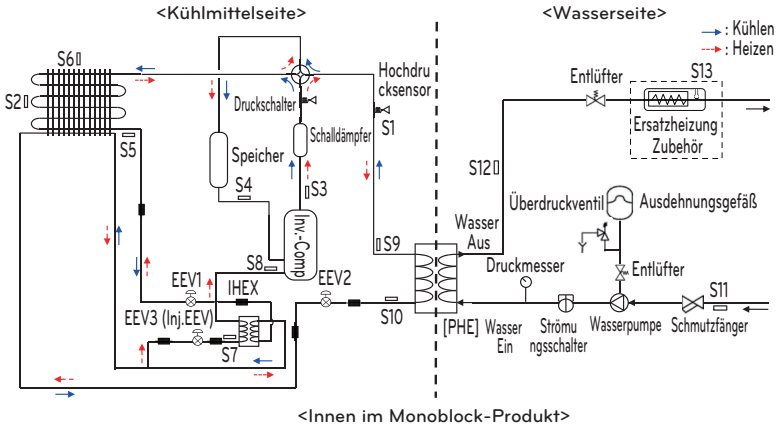 <Kühlmittelseite>
<Wasserseite>
: Kühlen
: Heizen
S6
S2
S5
Druckschalter
Hochdru
cksensor
S1
Schalldämpfer
Speicher
S4
S3
Inv.-Comp
S8
S9
EEV1
IHEX
EEV2
EEV3 (Inj.EEV)
S7
S10
[PHE]
Entlüfter
S13
Ersatzheizung
Zubehör
S12
Überdruckventil
Ausdehnungsgefäß
Wasser
Aus
Druckmesser
Entlüfter
S11
Wasser
Ein
Strömu
ngsschalter
Wasserpumpe
Schmutzfänger
<Innen im Monoblock-Produkt>